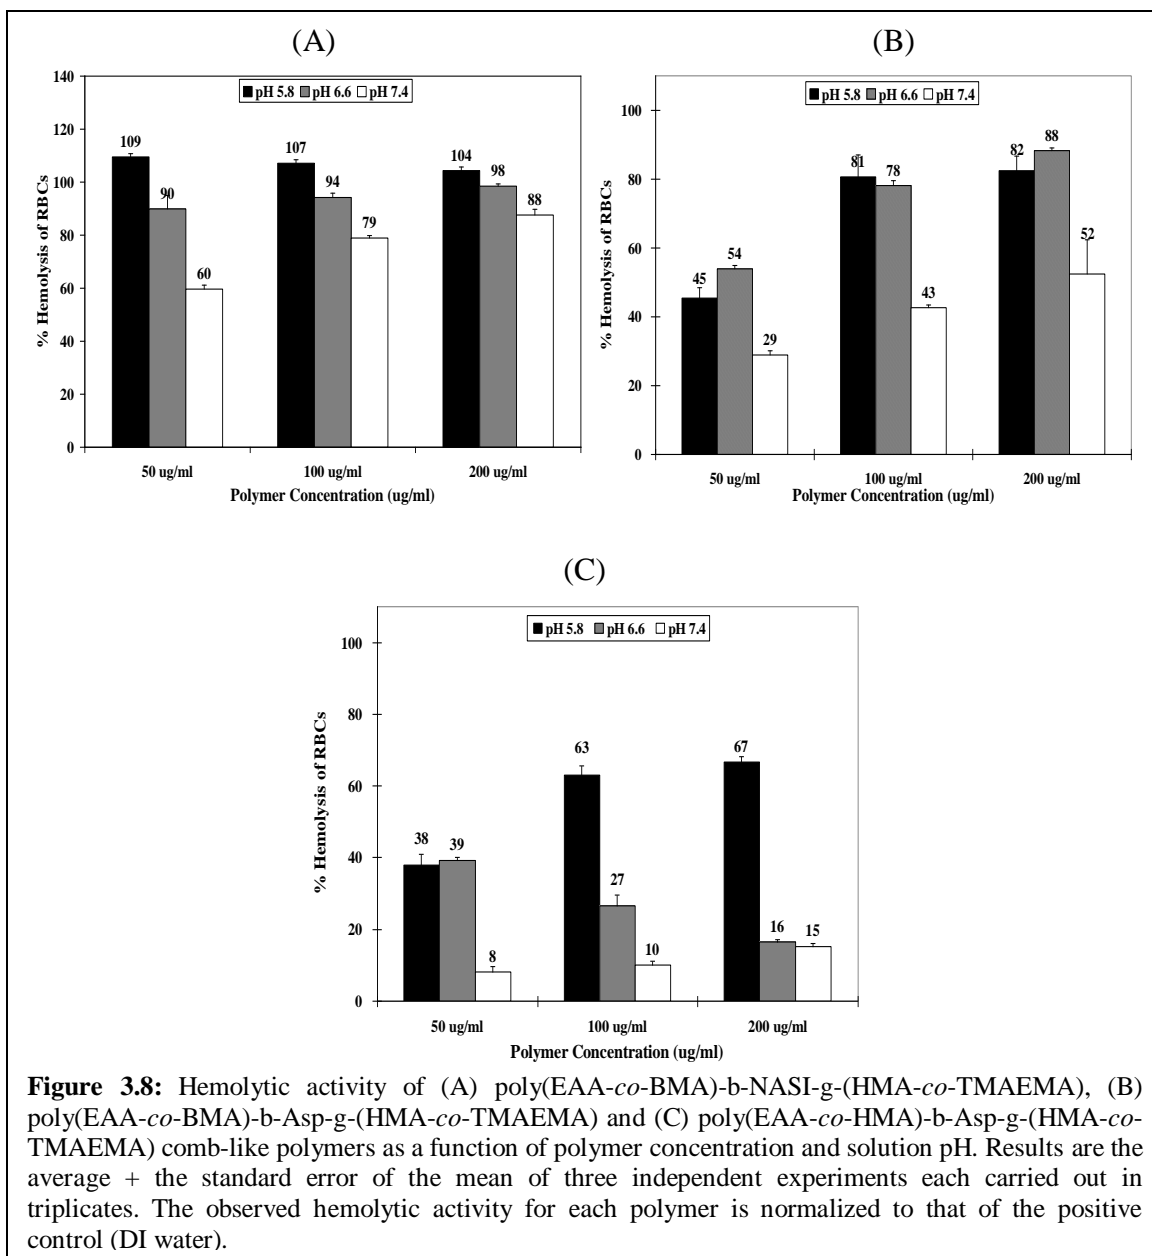 (A)
140
120
100
80
60
40
20
0
% Hemolysis of RBCs
pH 5.8 pH 6.6 pH 7.4
109
90
60
107
94
79
104
98
88
50 ug/ml 100 ug/ml 200 ug/ml
Polymer Concentration (ug/ml)
(B)
100
80
60
40
20
0
% Hemolysis of RBCs
pH 5.8 pH 6.6 pH 7.4
45
54
29
81
78
43
82
88
52
50 ug/ml 100 ug/ml 200 ug/ml
Polymer Concentration (ug/ml)
(C)
100
80
60
40
20
0
% Hemolysis of RBCs
pH 5.8 pH 6.6 pH 7.4
38
39
8
63
27
10
67
16
15
50 ug/ml 100 ug/ml 200 ug/ml
Polymer Concentration (ug/ml)
Figure 3.8: Hemolytic activity of (A) poly(EAA-co-BMA)-b-NASI-g-(HMA-co-TMAEMA), (B)
poly(EAA-co-BMA)-b-Asp-g-(HMA-co-TMAEMA) and (C) poly(EAA-co-HMA)-b-Asp-g-(HMA-co-
TMAEMA) comb-like polymers as a function of polymer concentration and solution pH. Results are the
average + the standard error of the mean of three independent experiments each carried out in
triplicates. The observed hemolytic activity for each polymer is normalized to that of the positive
control (DI water).